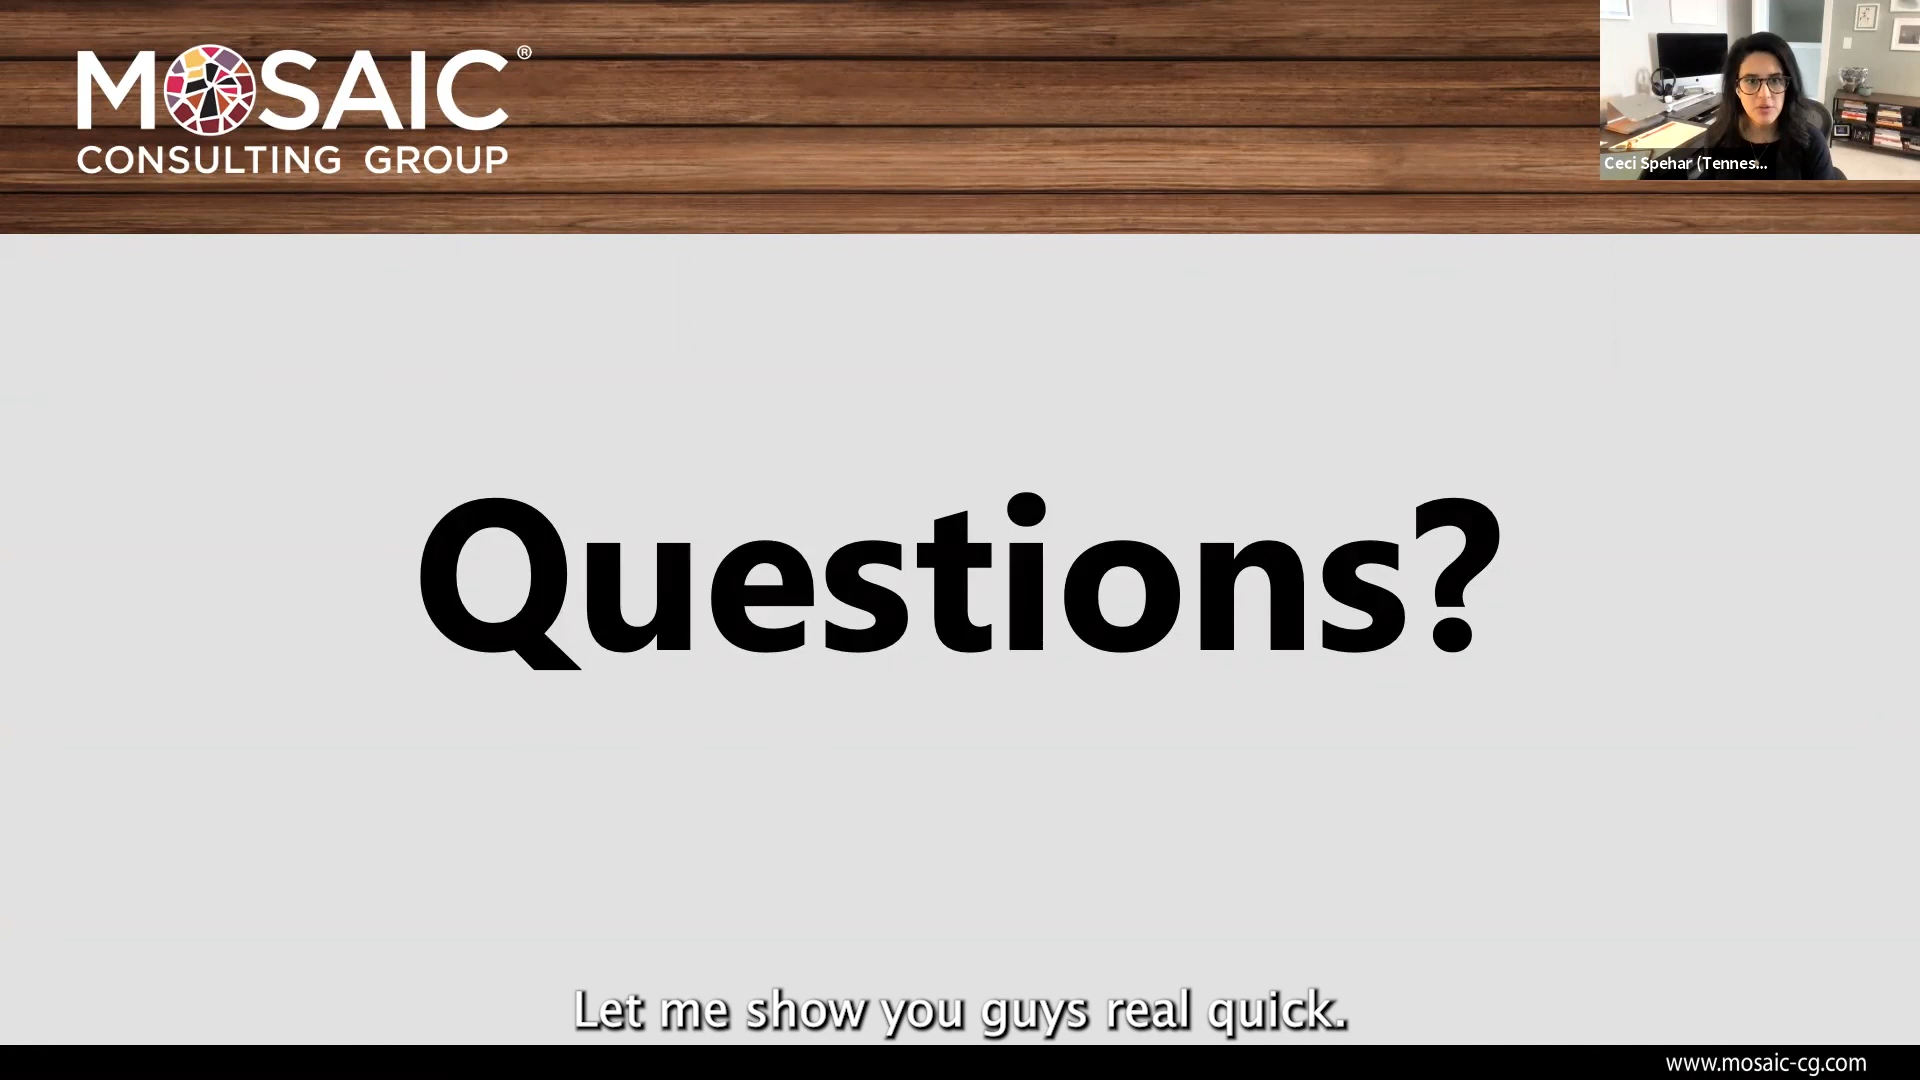 MOSAIC®
CONSULTING GROUP
Ceci Spehar (Tennes...
Questions?
Let me show you guys real quick.
www.mosaic-cg.com